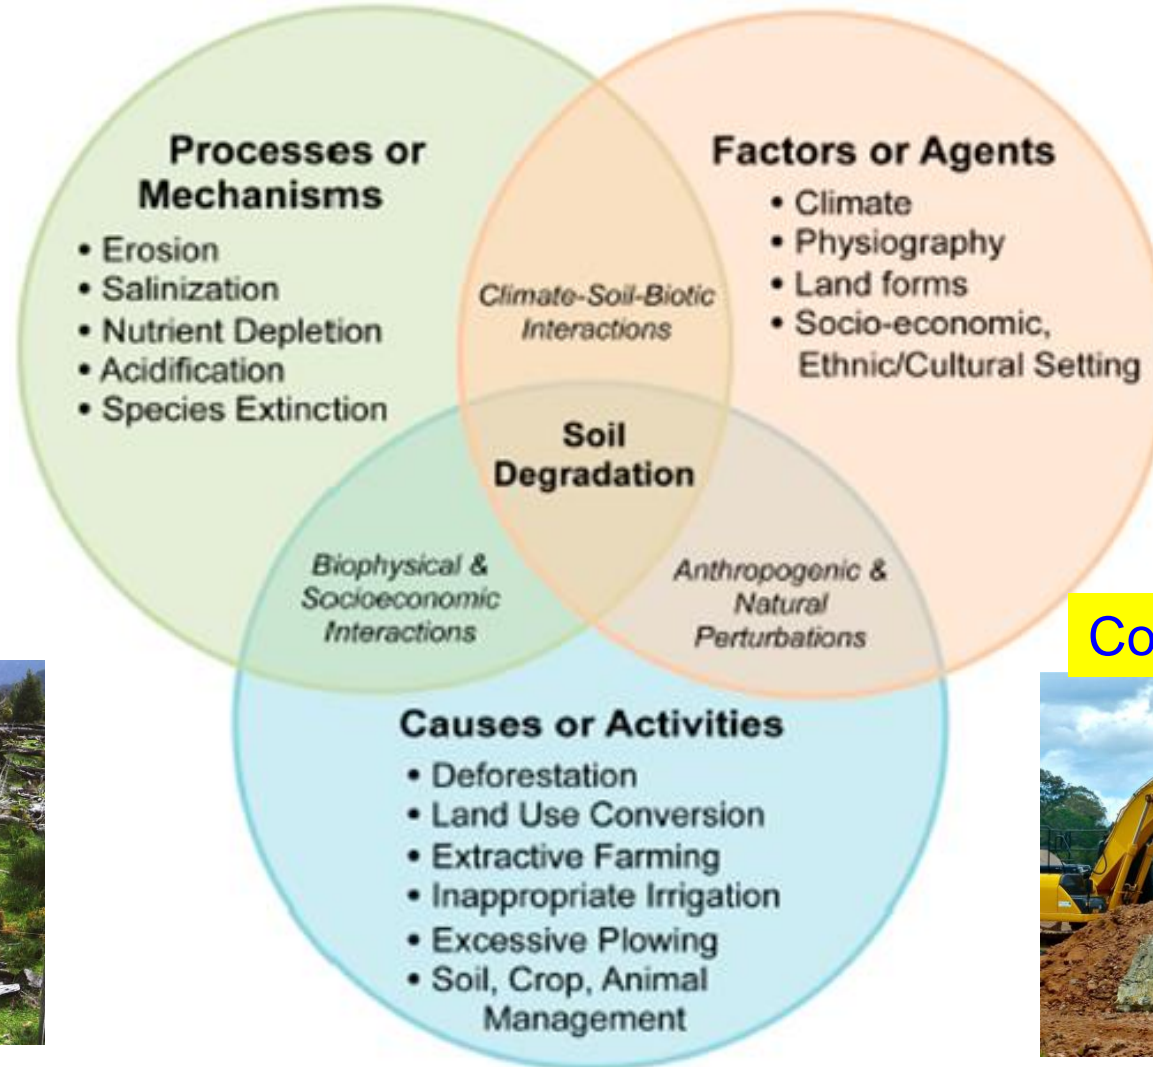 Processes or
Mechanisms
• Erosion
• Salinization
• Nutrient Depletion
• Acidification
• Species Extinction
Factors or Agents
• Climate
• Physiography
• Land forms
• Socio-economic,
Ethnic/Cultural Setting
Climate-Soil-Biotic
Interactions
Soil
Degradation
Biophysical &
Socioeconomic
Interactions
Anthropogenic &
Natural
Perturbations
Co
Causes or Activities
• Deforestation
• Land Use Conversion
• Extractive Farming
• Inappropriate Irrigation
• Excessive Plowing
• Soil, Crop, Animal
Management